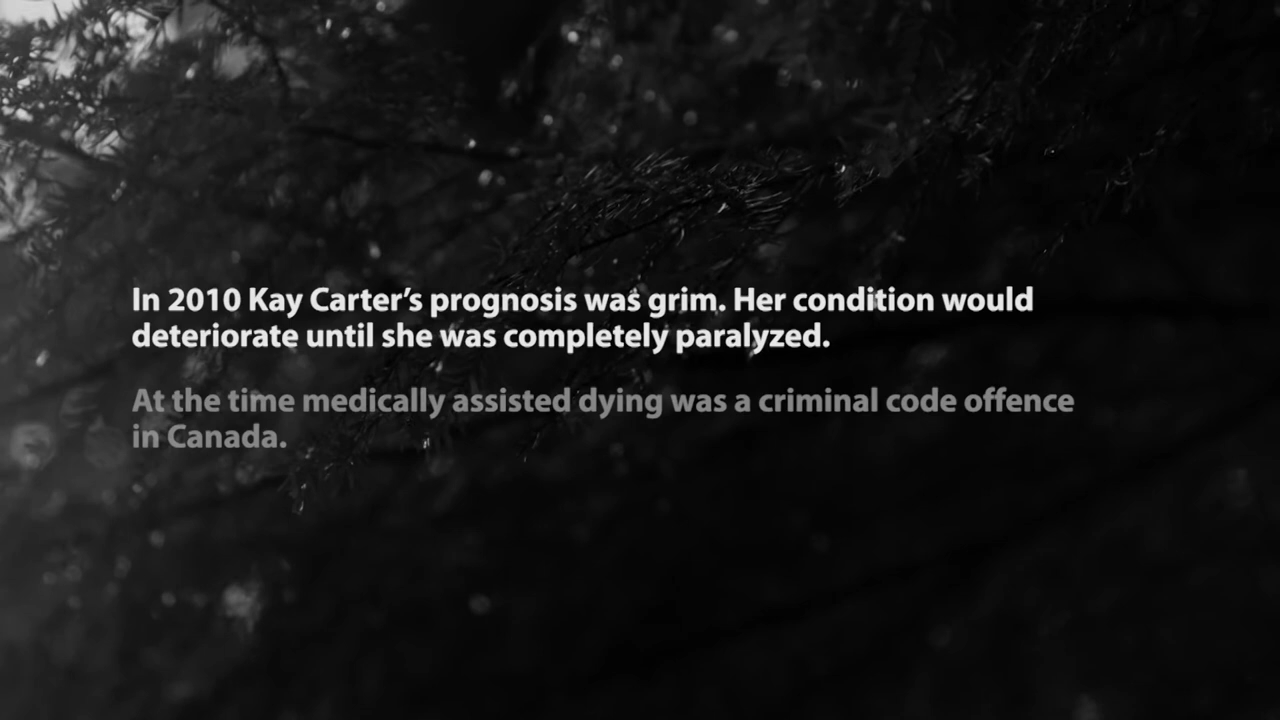 In 2010 Kay Carter’s prognosis was grim. Her condition would
deteriorate until she was completely paralyzed.
At the time medically assisted dying was a criminal code offence
in Canada.